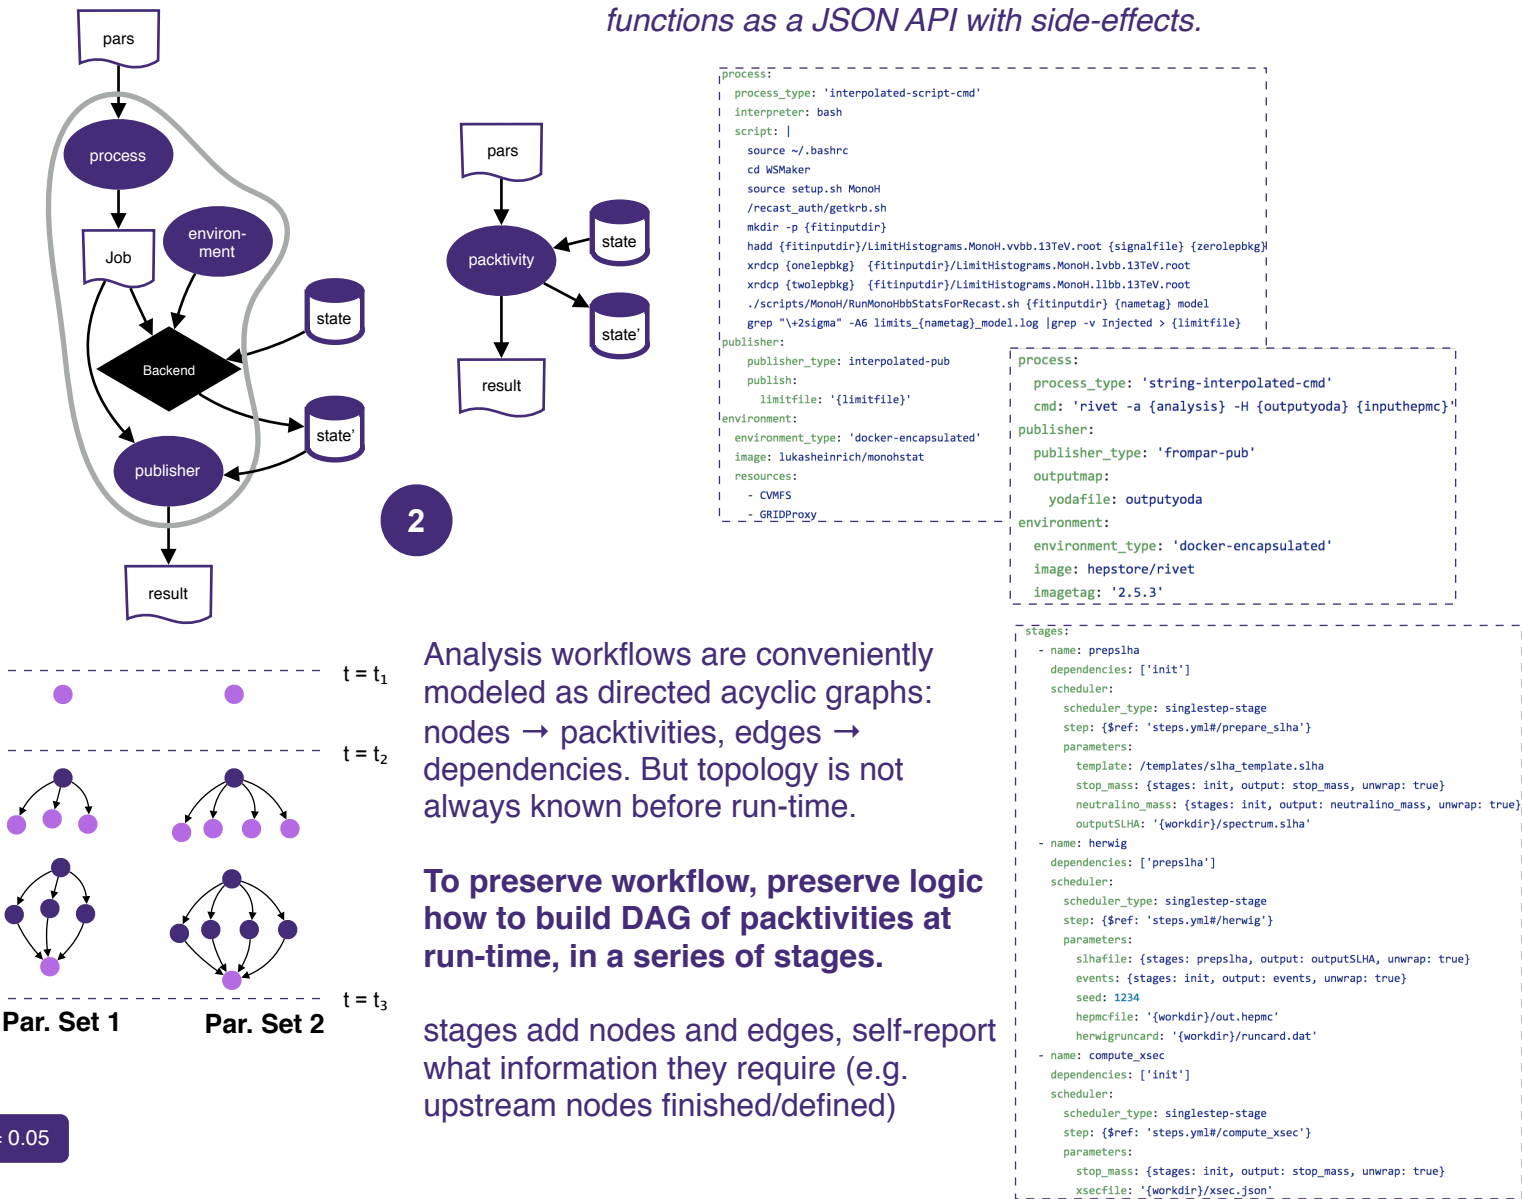 functions as a JSON API with side-effects.
pars
process
Job
environ-
ment
Backend
state
state’
publisher
result
pars
packtivity
state
state’
result
2
process:
process_type: 'interpolated-script-cmd'
interpreter: bash
script: |
source ~/.bashrc
cd WSMaker
source setup.sh MonoH
/recast_auth/getkrb.sh
mkdir -p {fitinputdir}
hadd {fitinputdir}/LimitHistograms.MonoH.vvbb.13TeV.root {signalfile} {zerolepbkg}
xrdcp {onelepbkg}  {fitinputdir}/LimitHistograms.MonoH.lvbb.13TeV.root
xrdcp {twolepbkg}  {fitinputdir}/LimitHistograms.MonoH.llbb.13TeV.root
./scripts/MonoH/RunMonoHbbStatsForRecast.sh {fitinputdir} {nametag} model
grep "\+2sigma" -A6 limits_{nametag}_model.log |grep -v Injected > {limitfile}
publisher:
publisher_type: interpolated-pub
publish:
limitfile: '{limitfile}'
environment:
environment_type: 'docker-encapsulated'
image: lukasheinrich/monohstat
resources:
- CVMFS
- GRIDProxy
process:
process_type: 'string-interpolated-cmd'
cmd: 'rivet -a {analysis} -H {outputyoda} {inputhepmc}'
publisher:
publisher_type: 'frompar-pub'
outputmap:
yodafile: outputyoda
environment:
environment_type: 'docker-encapsulated'
image: hepstore/rivet
imagetag: '2.5.3'
t = t1
t = t2
t = t3
Par. Set 1
Par. Set 2
= 0.05
Analysis workflows are conveniently
modeled as directed acyclic graphs:
nodes → packtivities, edges →
dependencies. But topology is not
always known before run-time.
To preserve workflow, preserve logic
how to build DAG of packtivities at
run-time, in a series of stages.
stages add nodes and edges, self-report
what information they require (e.g.
upstream nodes finished/defined)
stages:
- name: prepslha
dependencies: ['init']
scheduler:
scheduler_type: singlestep-stage
step: {$ref: 'steps.yml#/prepare_slha'}
parameters:
template: /templates/slha_template.slha
stop_mass: {stages: init, output: stop_mass, unwrap: true}
neutralino_mass: {stages: init, output: neutralino_mass, unwrap: true}
outputSLHA: '{workdir}/spectrum.slha'
- name: herwig
dependencies: ['prepslha']
scheduler:
scheduler_type: singlestep-stage
step: {$ref: 'steps.yml#/herwig'}
parameters:
slhafile: {stages: prepslha, output: outputSLHA, unwrap: true}
events: {stages: init, output: events, unwrap: true}
seed: 1234
hepmcfile: '{workdir}/out.hepmc'
herwigruncard: '{workdir}/runcard.dat'
- name: compute_xsec
dependencies: ['init']
scheduler:
scheduler_type: singlestep-stage
step: {$ref: 'steps.yml#/compute_xsec'}
parameters:
stop_mass: {stages: init, output: stop_mass, unwrap: true}
xsecfile: '{workdir}/xsec.json'